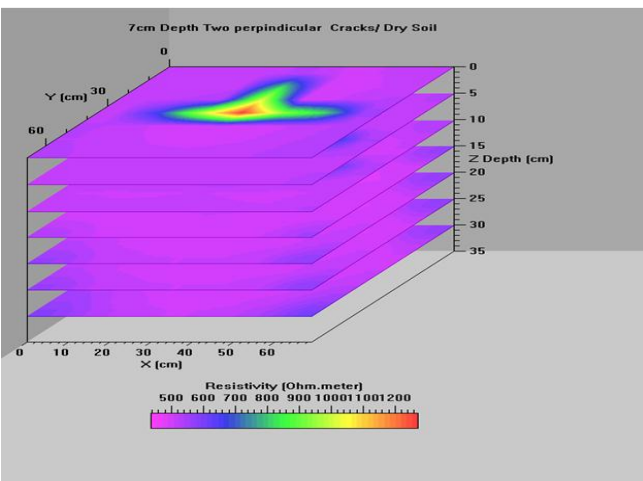 7cm Depth Two perpindicular Cracks/ Dry Soil
0
Y (cm) 30
60
0
5
10
15
Z Depth (cm)
20
25
30
35
0 10 20 30 40 50 60
X (cm)
Resistivity (Ohm.meter)
500 600 700 800 900 1000 1100 1200